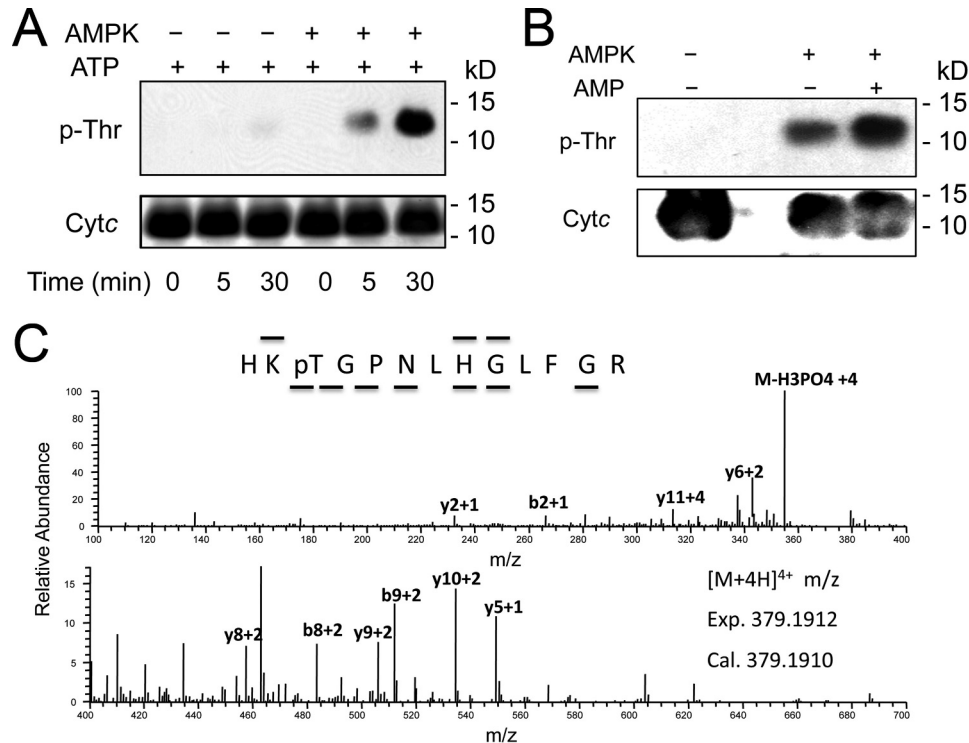 A
AMPK – – – + + +
ATP + + + + + +
kD
p-Thr
- 15
- 10
Cytc
- 15
- 10
Time (min) 0 5 30 0 5 30
B
AMPK – + +
AMP – – +
kD
p-Thr
- 15
- 10
Cytc
- 15
- 10
C
H K pT G P N L H G L F G R
Relative Abundance
100
80
60
40
20
0
M-H3PO4 +4
y6+2
y11+4
b2+1
y2+1
100 120 140 160 180 200 220 240 260 280 300 320 340 360 380 400
m/z
15
10
5
0
y10+2
b9+2
y5+1
b8+2
y9+2
y8+2
[M+4H]4+ m/z
Exp. 379.1912
Cal. 379.1910
400 420 440 460 480 500 520 540 560 580 600 620 640 660 680 700
m/z